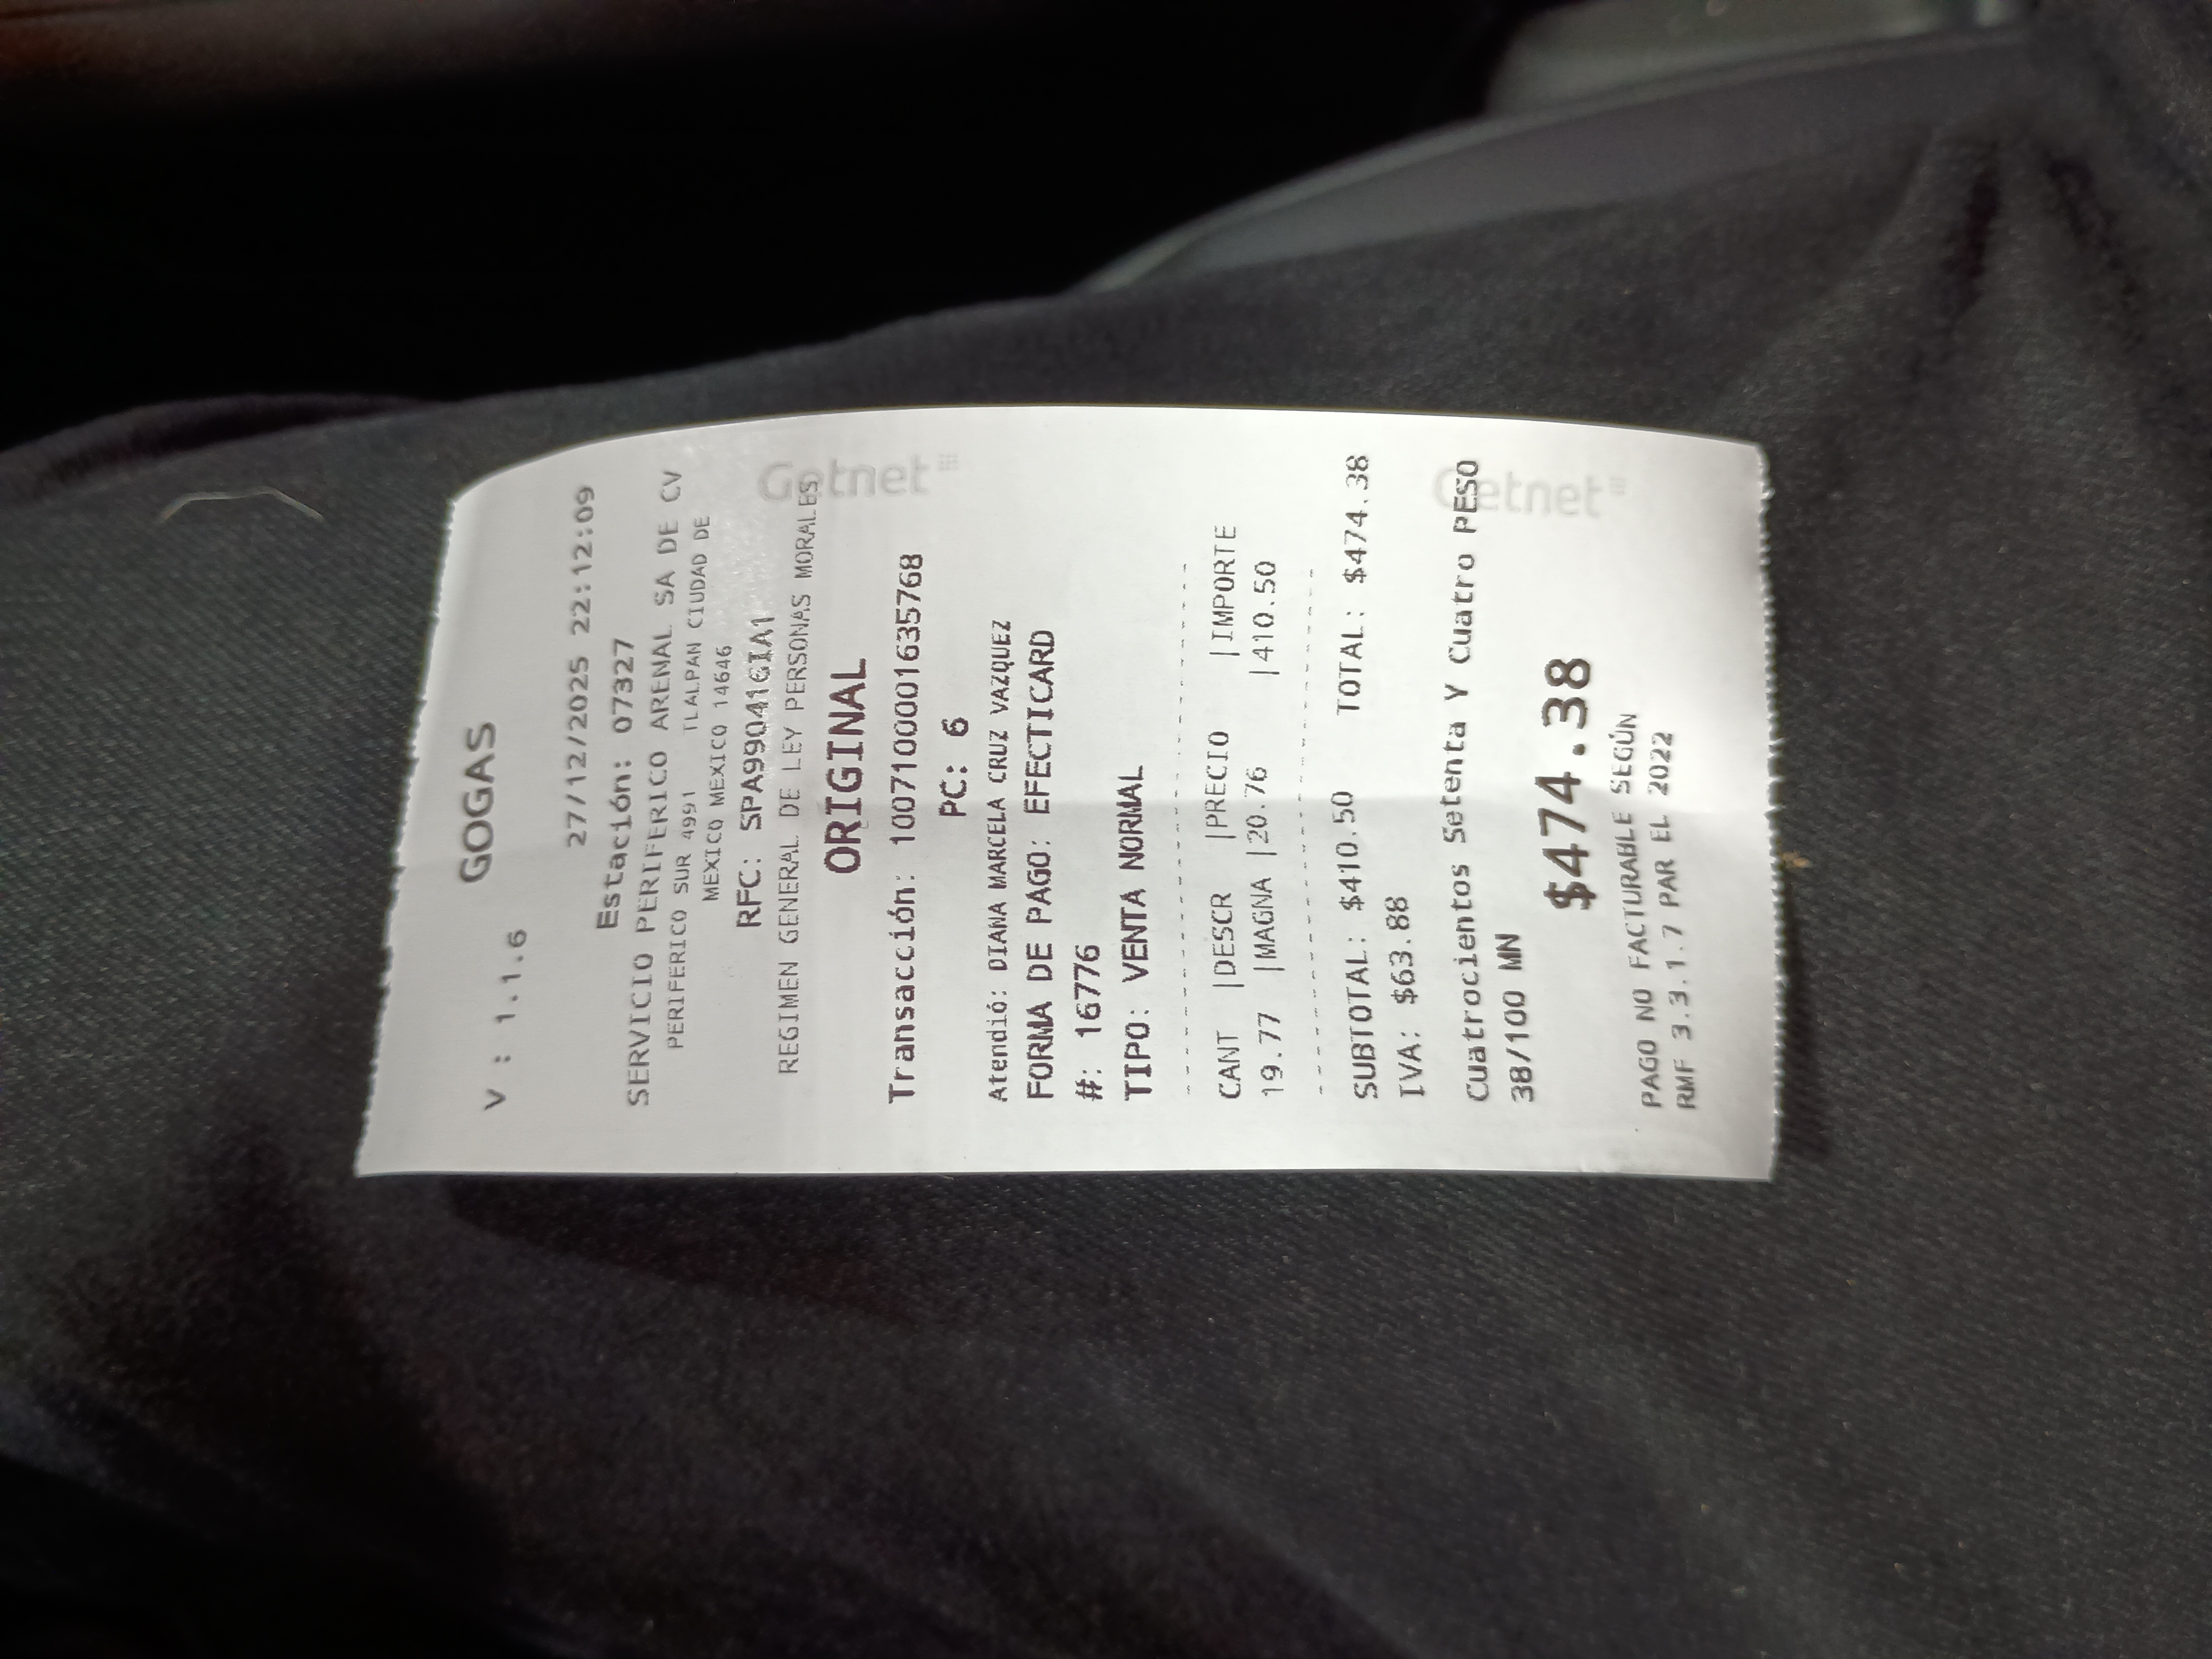 GOGAS
V : 1.1.6
27/12/2025 22:12:09
Estación: 07327
SERVICIO PERIFERICO ARENAL SA DE CV
PERIFERICO SUR 4991 TLALPAN CIUDAD DE
MEXICO MEXICO 14646
RFC: SPA990416IA1
Getnet
REGIMEN GENERAL DE LEY PERSONAS MORALES
ORIGINAL
Transacción: 10071000001635768
PC: 6
Atendió: DIANA MARCELA CRUZ VAZQUEZ
FORMA DE PAGO: EFECTICARD
#: 16776
TIPO: VENTA NORMAL
--------------------------------
CANT |DESCR |PRECIO |IMPORTE
19.77 |MAGNA |20.76 |410.50
--------------------------------
SUBTOTAL: $410.50 TOTAL: $474.38
IVA: $63.88
Getnet
Cuatrocientos Setenta Y Cuatro PESO
38/100 MN
$474.38
PAGO NO FACTURABLE SEGÚN
RMF 3.3.1.7 PAR EL 2022